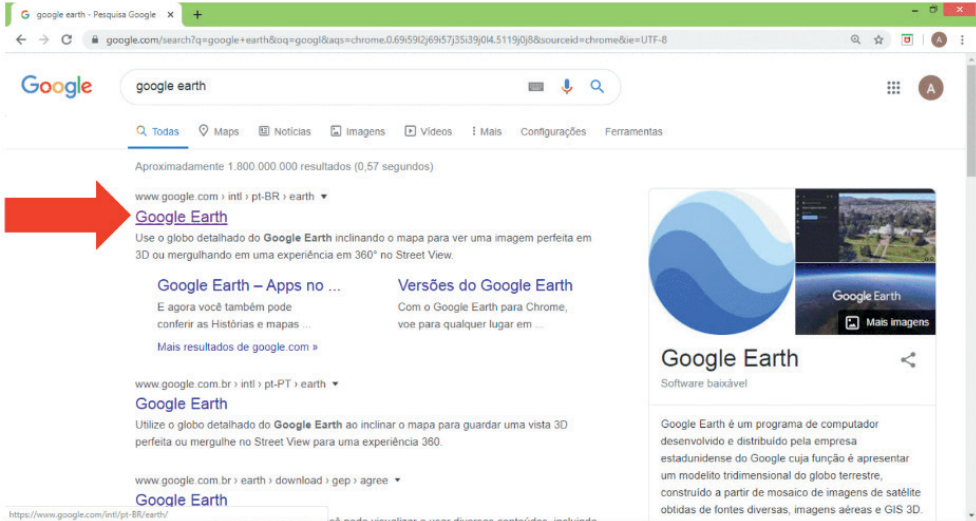 google earth - Pesquisa Google
google.com/search?q=google+earth&oq=googl&aqs=chrome.0.69i59l2j69i57j35i39j0l4.5119j0j8&sourceid=chrome&ie=UTF-8
A
Google
google earth
A
Todas Maps Notícias Imagens Vídeos Mais Configurações Ferramentas
Aproximadamente 1.800.000.000 resultados (0,57 segundos)
www.google.com › intl › pt-BR › earth
Google Earth
Use o globo detalhado do Google Earth inclinando o mapa para ver uma imagem perfeita em
3D ou mergulhando em uma experiência em 360° no Street View.
Google Earth – Apps no ...
E agora você também pode
conferir as Histórias e mapas ...
Versões do Google Earth
Com o Google Earth para Chrome,
voe para qualquer lugar em ...
Mais resultados de google.com »
www.google.com.br › intl › pt-PT › earth
Google Earth
Utilize o globo detalhado do Google Earth ao inclinar o mapa para guardar uma vista 3D
perfeita ou mergulhe no Street View para uma experiência 360.
www.google.com.br › earth › download › gep › agree
Google Earth
pode visualizar e usar diversos conteúdos, incluindo
https://www.google.com/intl/pt-BR/earth/
Google Earth
Mais imagens
Google Earth
Software baixável
Google Earth é um programa de computador
desenvolvido e distribuído pela empresa
estadunidense do Google cuja função é apresentar
um modelito tridimensional do globo terrestre,
construído a partir de mosaico de imagens de satélite
obtidas de fontes diversas, imagens aéreas e GIS 3D.